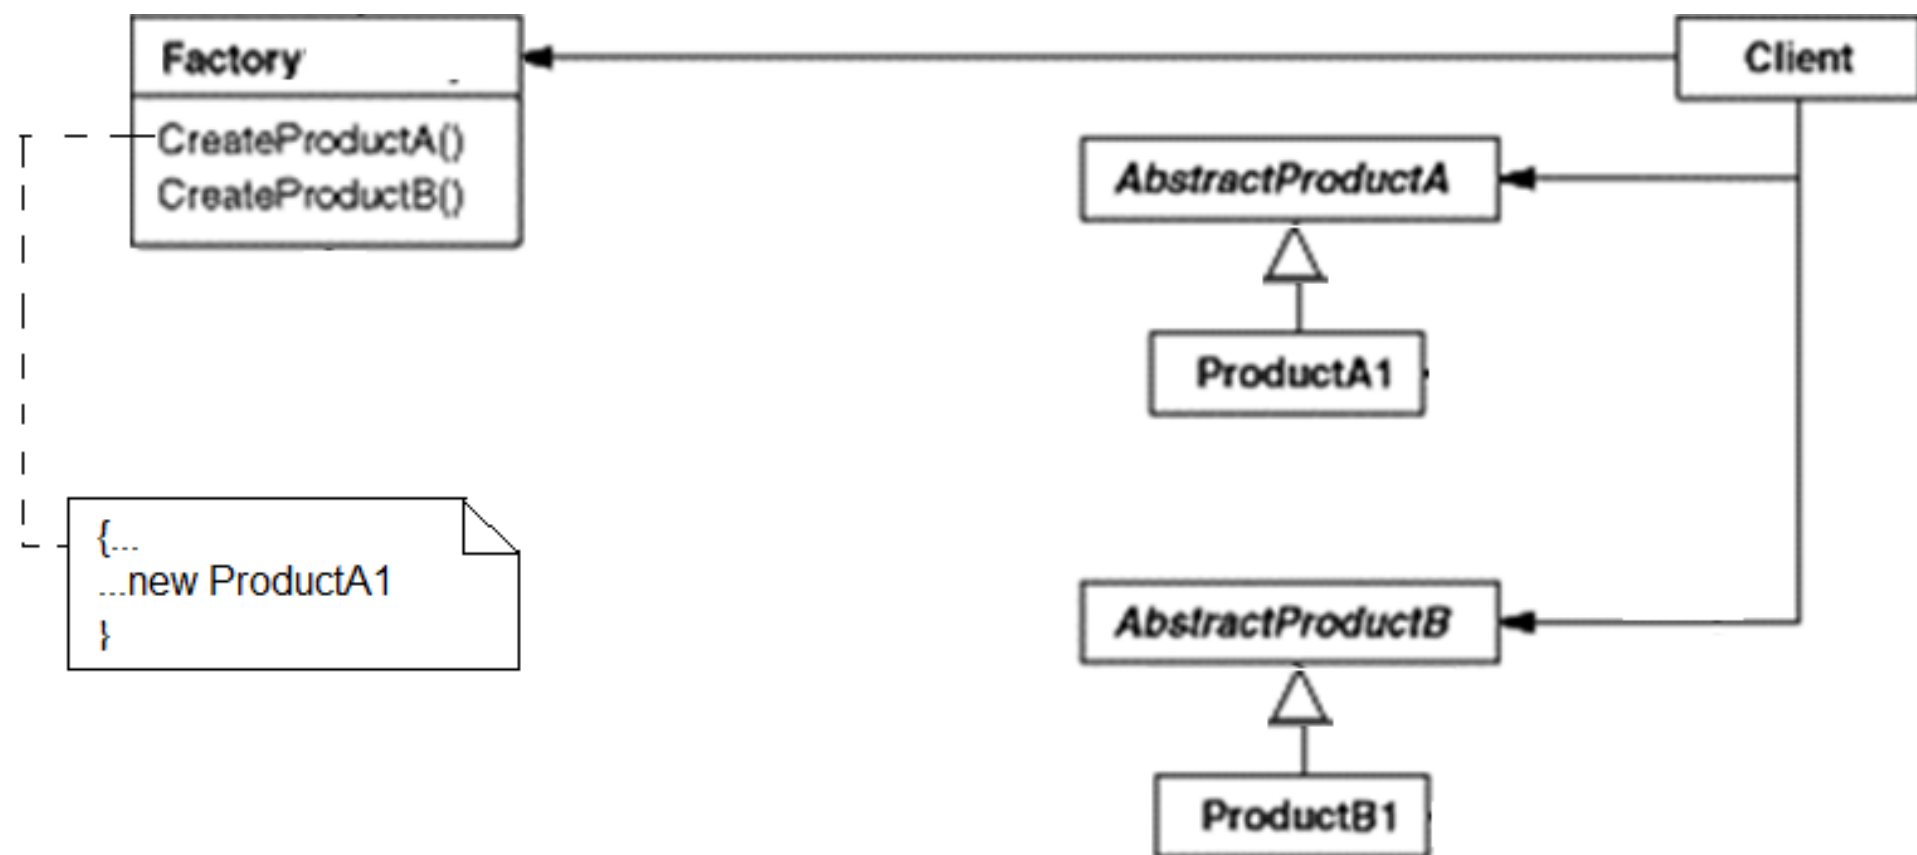 Factory
Client
CreateProductA()
CreateProductB()
AbstractProductA
ProductA1
{...
...new ProductA1
}
AbstractProductB
ProductB1